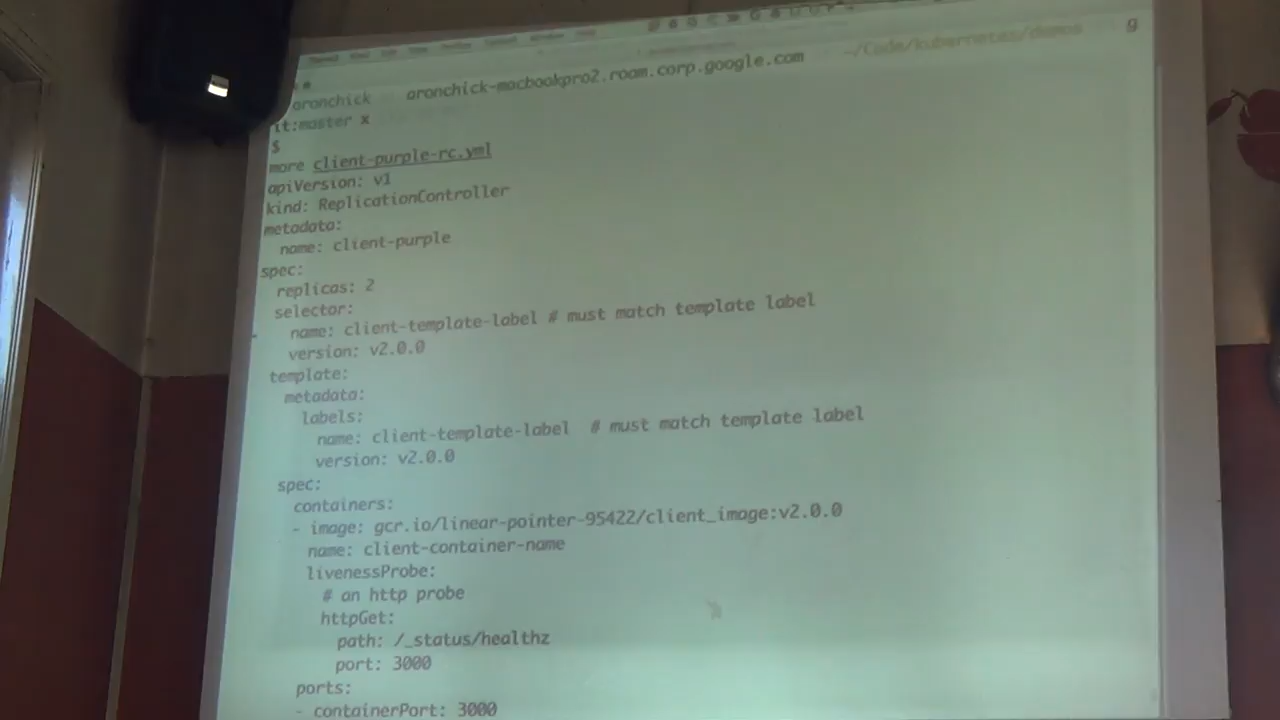 aronchick aronchick-macbookpro2.roam.corp.google.com ~/Code/kubernetes/demos g
it:master x
$
more client-purple-rc.yml
apiVersion: v1
kind: ReplicationController
metadata:
name: client-purple
spec:
replicas: 2
selector:
name: client-template-label # must match template label
version: v2.0.0
template:
metadata:
labels:
name: client-template-label # must match template label
version: v2.0.0
spec:
containers:
- image: gcr.io/linear-pointer-95422/client_image:v2.0.0
name: client-container-name
livenessProbe:
# an http probe
httpGet:
path: /_status/healthz
port: 3000
ports:
- containerPort: 3000